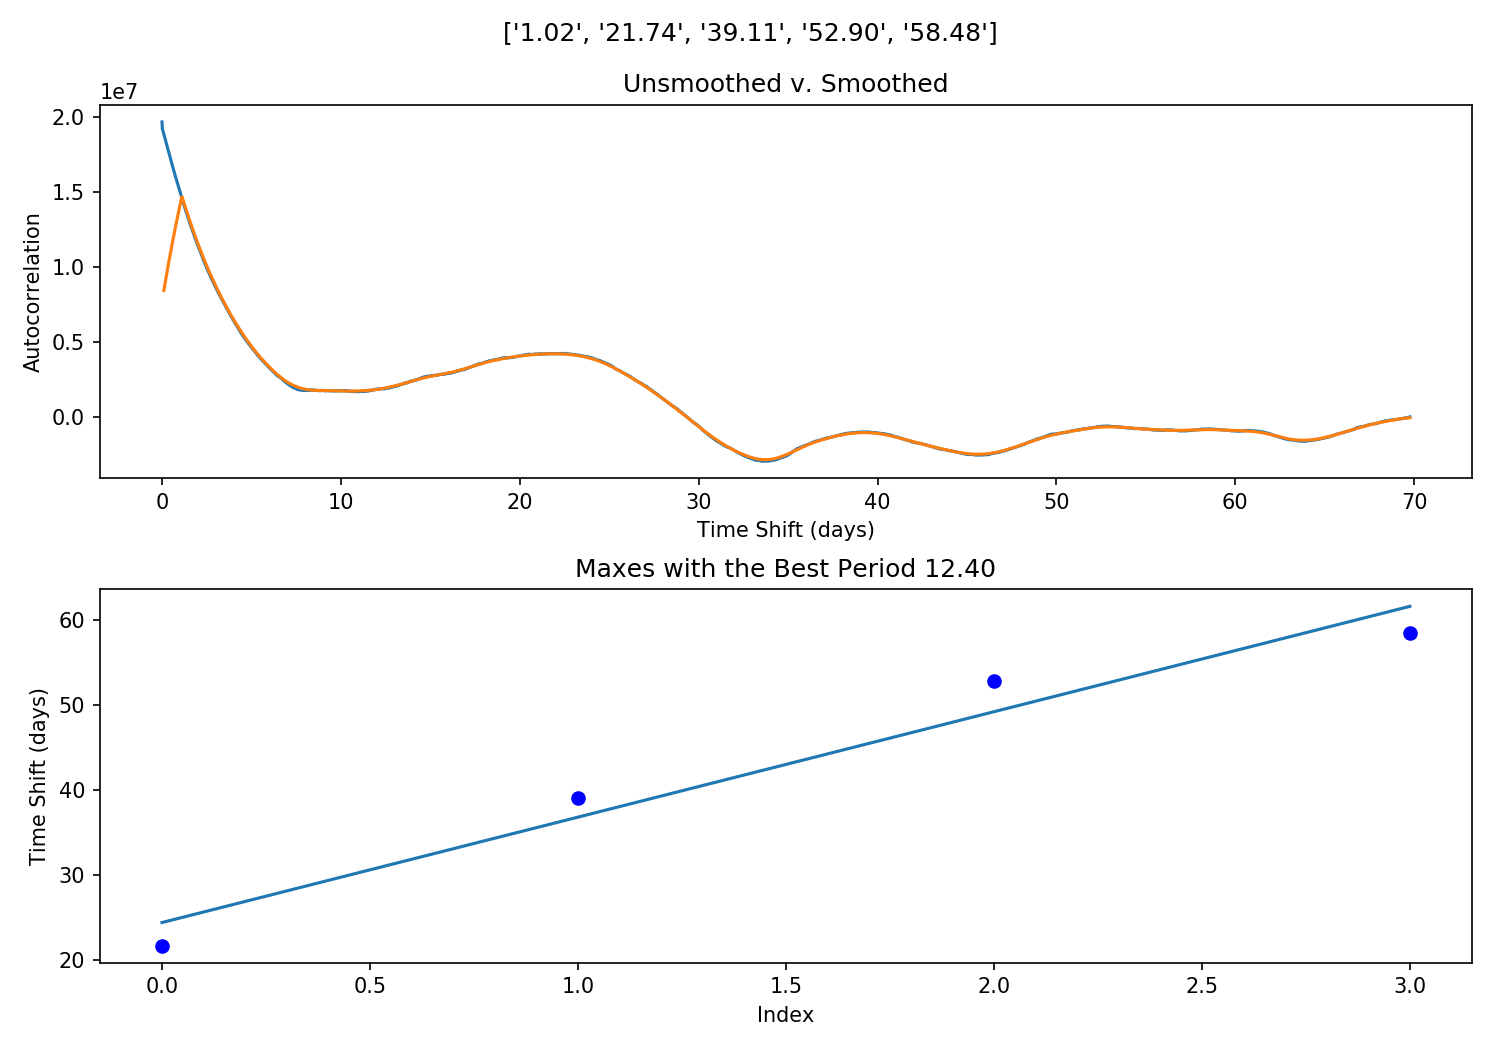 ['1.02', '21.74', '39.11', '52.90', '58.48']
Unsmoothed v. Smoothed
1e7
2.0
1.5
1.0
0.5
0.0
Autocorrelation
0 10 20 30 40 50 60 70
Time Shift (days)
Maxes with the Best Period 12.40
60
50
40
30
20
Time Shift (days)
0.0 0.5 1.0 1.5 2.0 2.5 3.0
Index